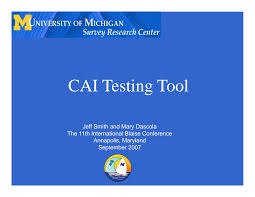 M UNIVERSITY OF MICHIGAN
Survey Research Center
CAI Testing Tool
Jeff Smith and Mary Dascola
The 11th International Blaise Conference
Annapolis, Maryland
September 2007